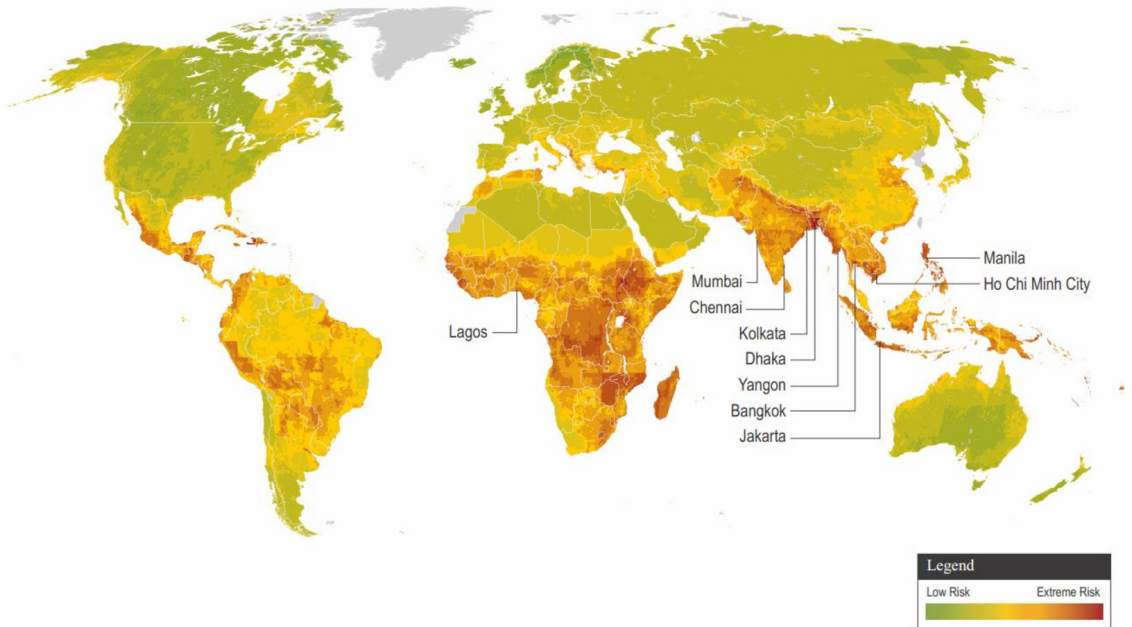 Manila
Ho Chi Minh City
Mumbai
Chennai
Lagos
Kolkata
Dhaka
Yangon
Bangkok
Jakarta
Legend
Low Risk Extreme Risk